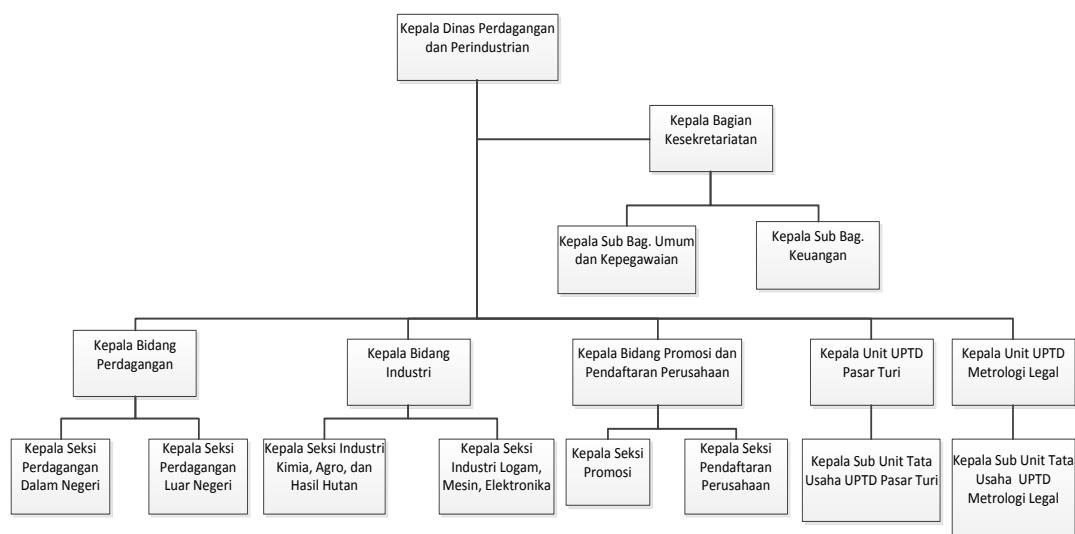 Kepala Dinas Perdagangan
dan Perindustrian
Kepala Bagian
Kesekretariatan
Kepala Sub Bag. Umum
dan Kepegawaian
Kepala Sub Bag.
Keuangan
Kepala Bidang
Perdagangan
Kepala Bidang
Industri
Kepala Bidang Promosi dan
Pendaftaran Perusahaan
Kepala Unit UPTD
Pasar Turi
Kepala Unit UPTD
Metrologi Legal
Kepala Seksi
Perdagangan
Dalam Negeri
Kepala Seksi
Perdagangan
Luar Negeri
Kepala Seksi Industri
Kimia, Agro, dan
Hasil Hutan
Kepala Seksi
Industri Logam,
Mesin, Elektronika
Kepala Seksi
Promosi
Kepala Seksi
Pendaftaran
Perusahaan
Kepala Sub Unit Tata
Usaha UPTD Pasar Turi
Kepala Sub Unit Tata
Usaha UPTD
Metrologi Legal